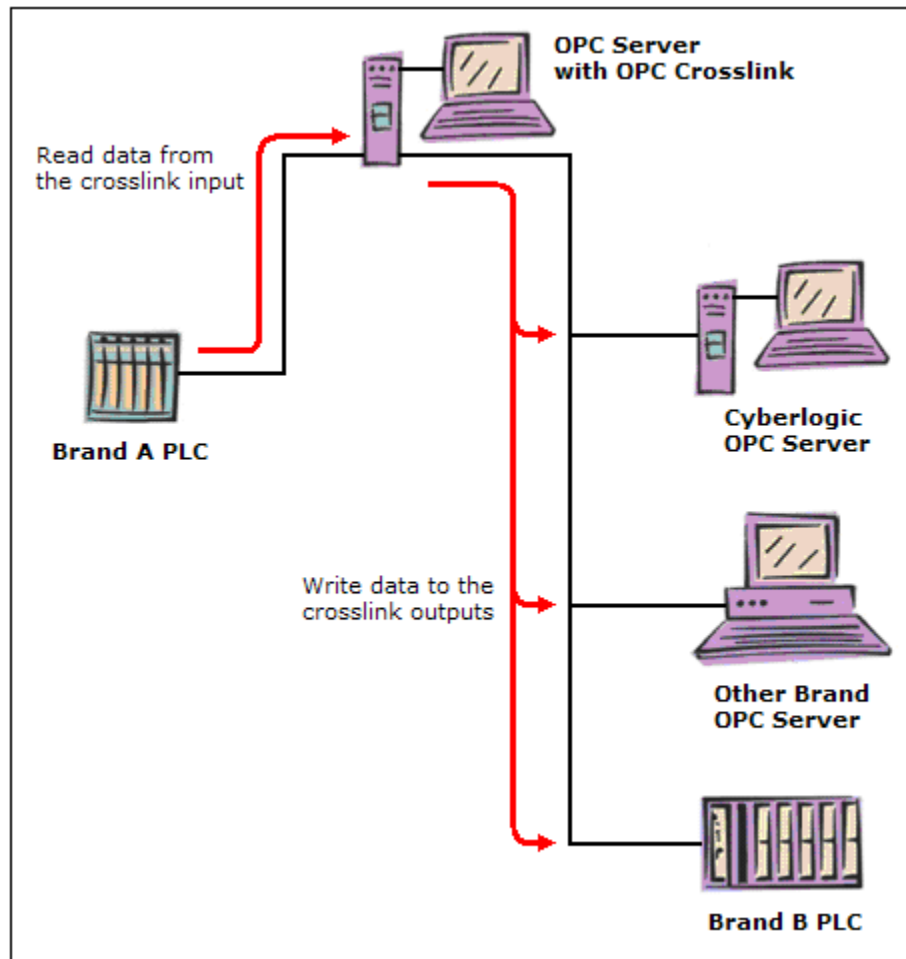 OPC Server
with OPC Crosslink
Read data from
the crosslink input
Brand A PLC
Cyberlogic
OPC Server
Write data to the
crosslink outputs
Other Brand
OPC Server
Brand B PLC